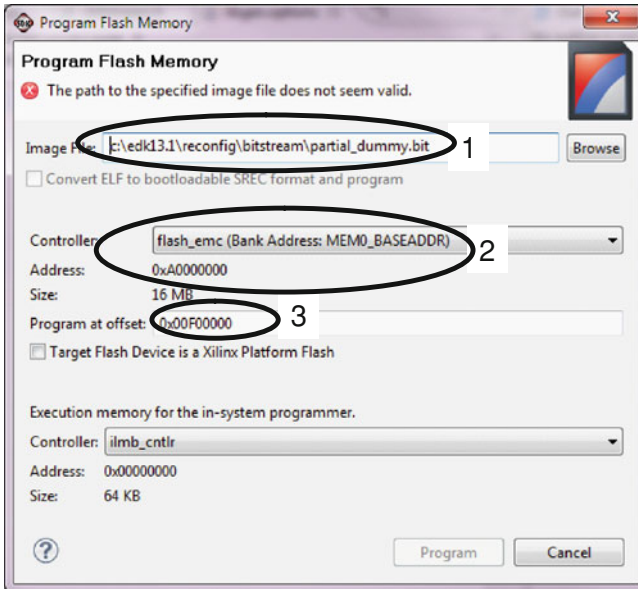 Program Flash Memory
Program Flash Memory
The path to the specified image file does not seem valid.
Image File: c:\edk13.1\reconfig\bitstream\partial_dummy.bit 1 Browse
Convert ELF to bootloadable SREC format and program
Controller: flash_emc (Bank Address: MEM0_BASEADDR) 2
Address: 0xA0000000
Size: 16 MB
Program at offset: 0x00F00000 3
Target Flash Device is a Xilinx Platform Flash
Execution memory for the in-system programmer.
Controller: ilmb_cntlr
Address: 0x00000000
Size: 64 KB
? Program Cancel